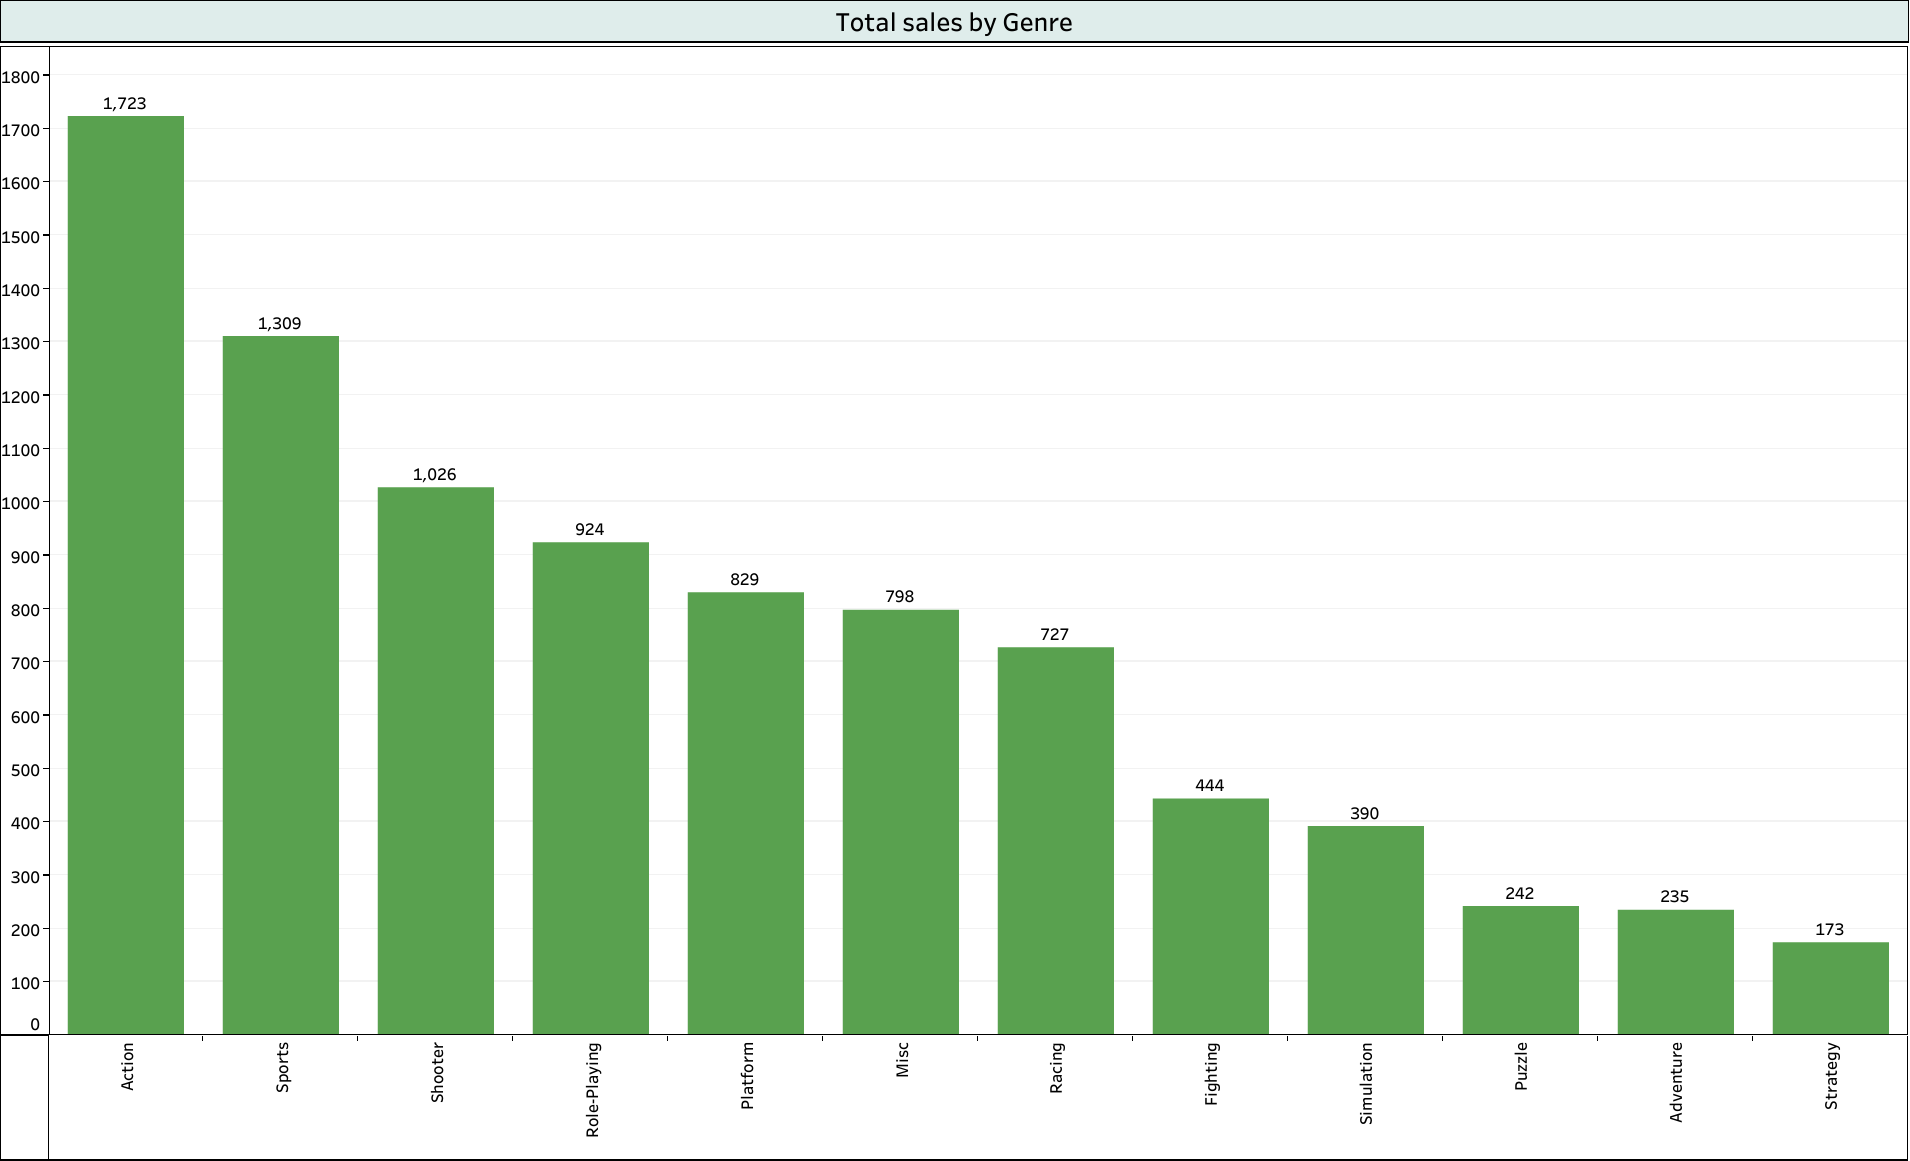 Total sales by Genre
1800
1700
1600
1500
1400
1300
1200
1100
1000
900
800
700
600
500
400
300
200
100
0
1,723
1,309
1,026
924
829
798
727
444
390
242
235
173
Action
Sports
Shooter
Role-Playing
Platform
Misc
Racing
Fighting
Simulation
Puzzle
Adventure
Strategy